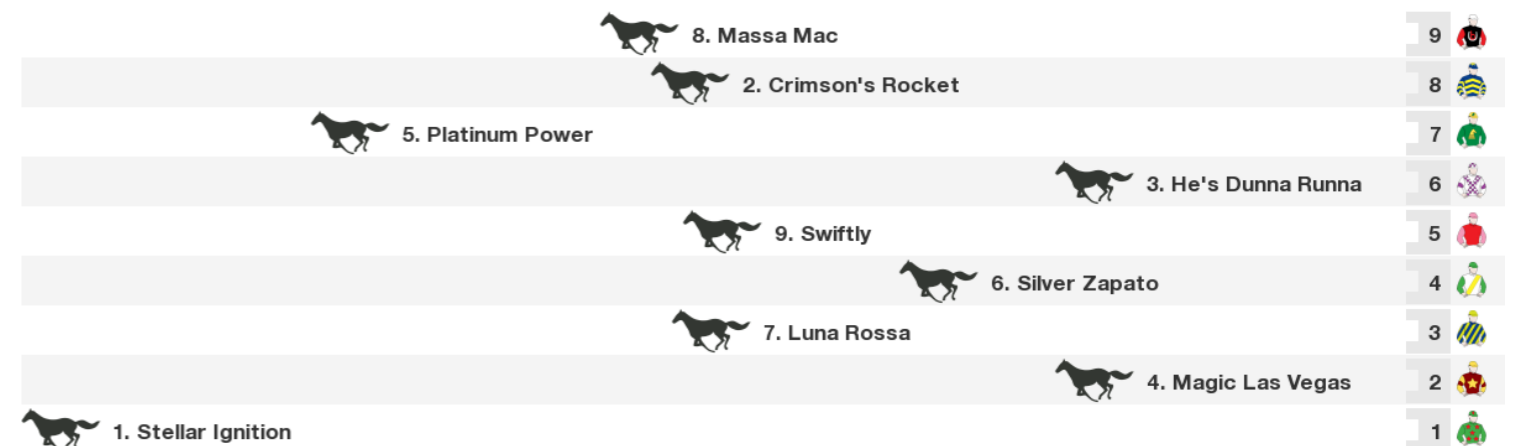 8. Massa Mac 9
2. Crimson's Rocket 8
5. Platinum Power 7
3. He's Dunna Runna 6
9. Swiftly 5
6. Silver Zapato 4
7. Luna Rossa 3
4. Magic Las Vegas 2
1. Stellar Ignition 1